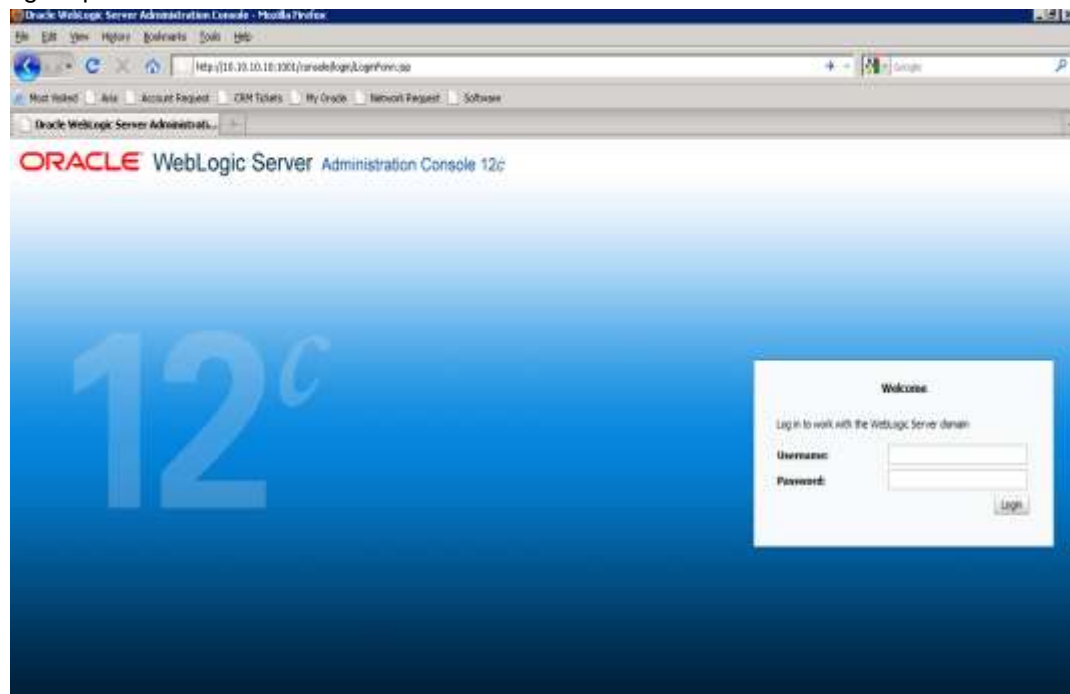 Oracle WebLogic Server Administration Console - Mozilla Firefox
File Edit View History Bookmarks Tools Help
Google
Most Visited Aria Account Request CRM Tickets My Oracle Network Request Software
Oracle WebLogic Server Administrati...
ORACLE WebLogic Server Administration Console 12c
12c
Welcome
Log in to work with the WebLogic Server domain
Username:
Password:
Login